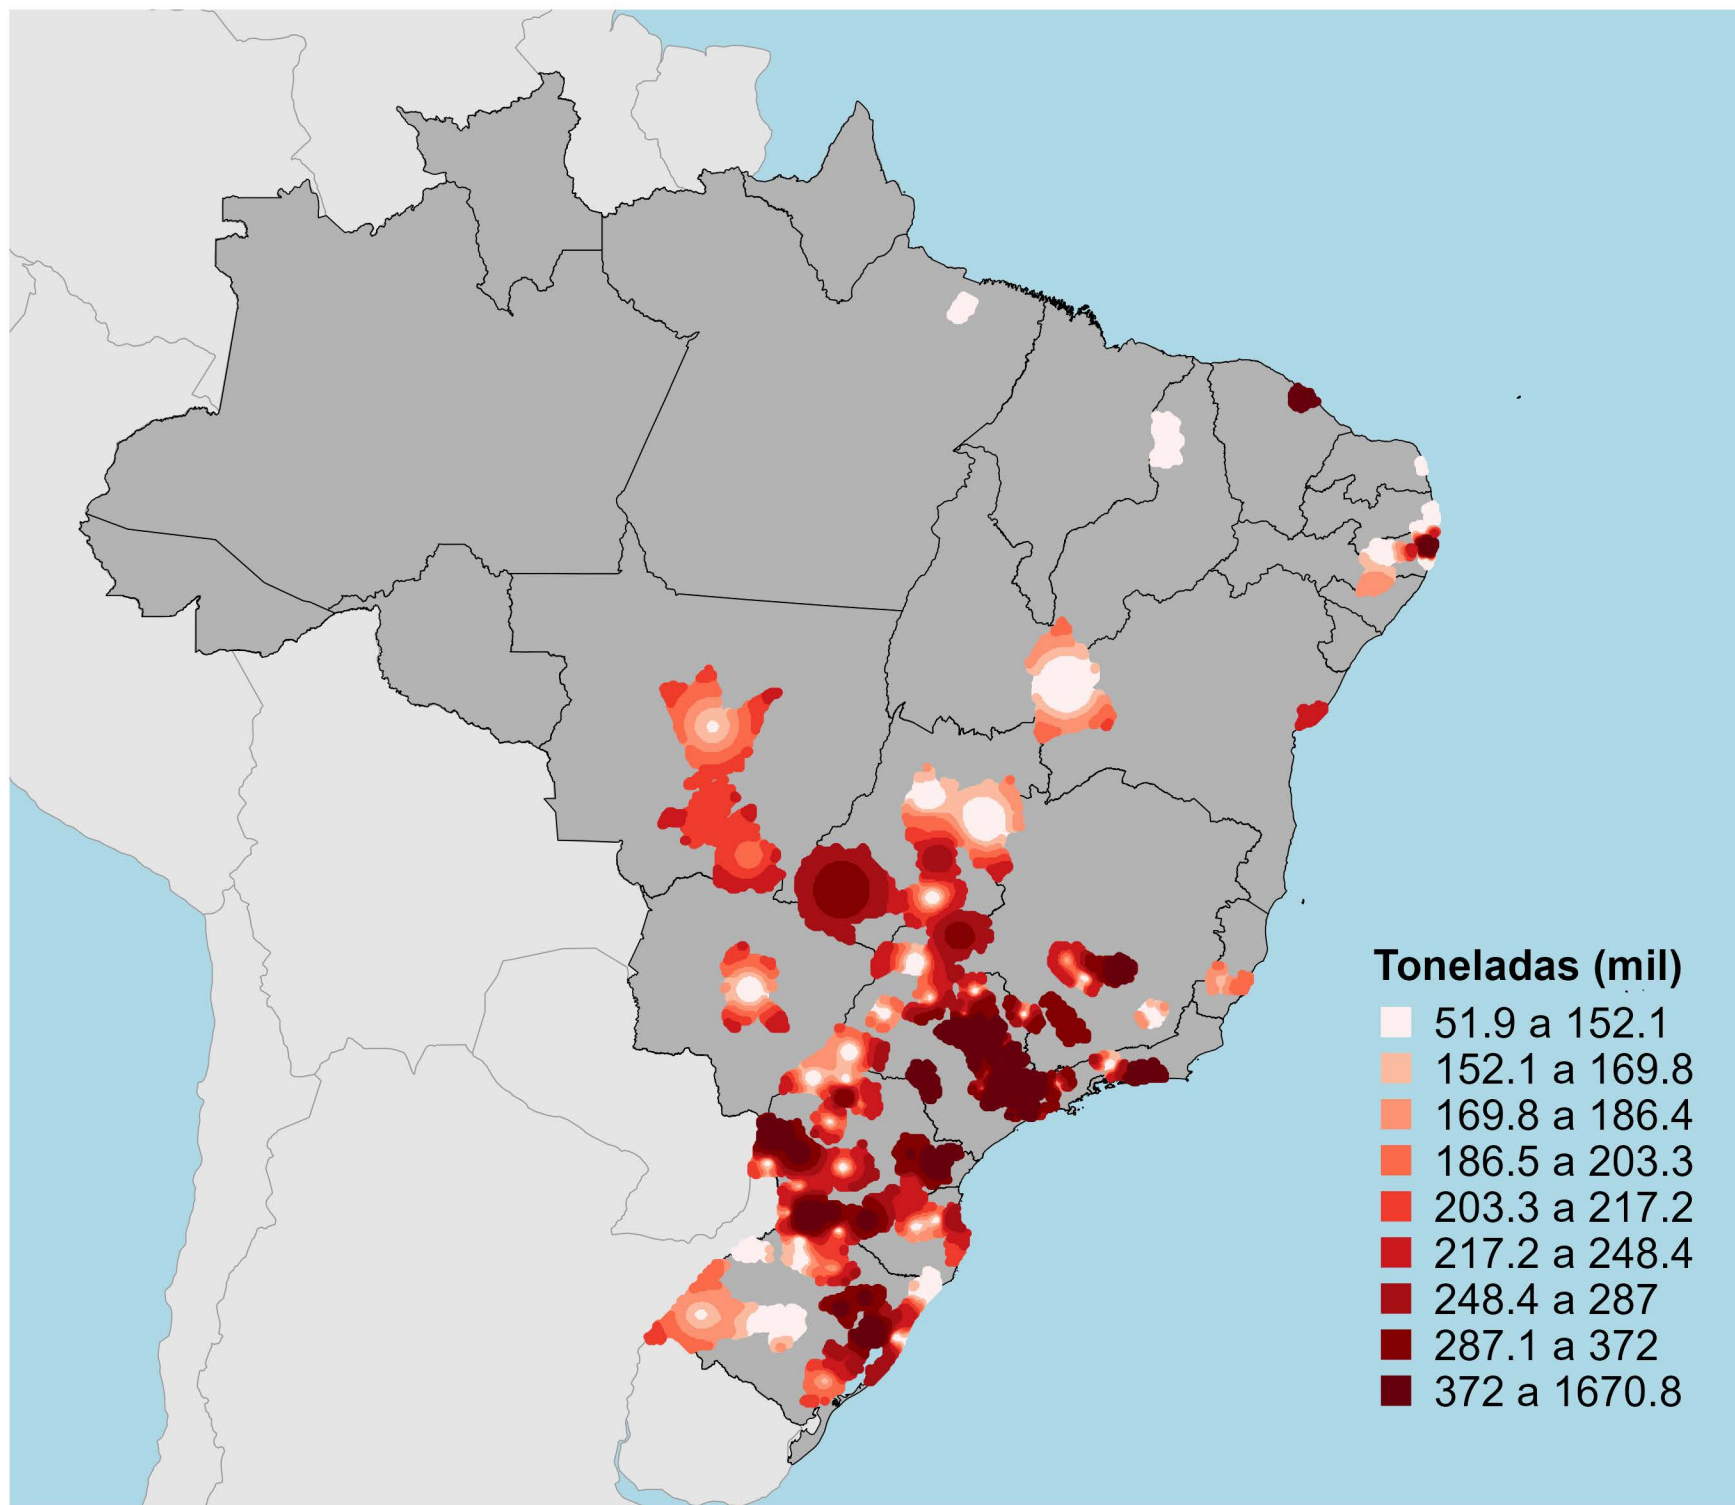 Toneladas (mil)
51.9 a 152.1
152.1 a 169.8
169.8 a 186.4
186.5 a 203.3
203.3 a 217.2
217.2 a 248.4
248.4 a 287
287.1 a 372
372 a 1670.8